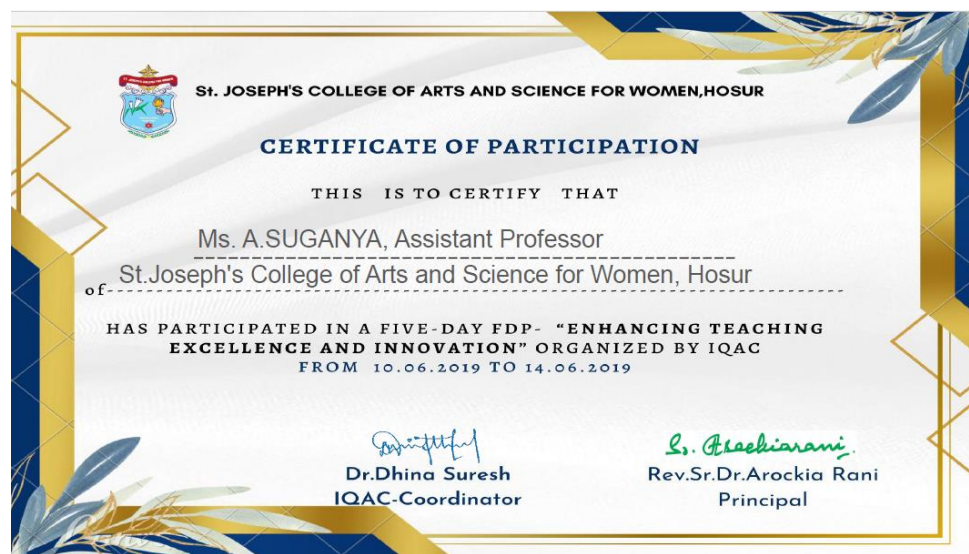 St. JOSEPH'S COLLEGE OF ARTS AND SCIENCE FOR WOMEN,HOSUR
CERTIFICATE OF PARTICIPATION
THIS IS TO CERTIFY THAT
Ms. A.SUGANYA, Assistant Professor
of St.Joseph's College of Arts and Science for Women, Hosur
HAS PARTICIPATED IN A FIVE-DAY FDP- “ENHANCING TEACHING
EXCELLENCE AND INNOVATION” ORGANIZED BY IQAC
FROM 10.06.2019 TO 14.06.2019
Sr. Arockiarani
Dr.Dhina Suresh
IQAC-Coordinator
Rev.Sr.Dr.Arockia Rani
Principal